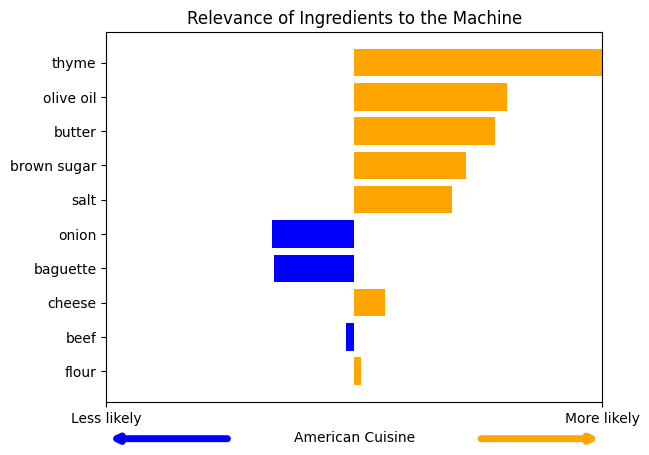 Relevance of Ingredients to the Machine
thyme
olive oil
butter
brown sugar
salt
onion
baguette
cheese
beef
flour
Less likely
More likely
American Cuisine